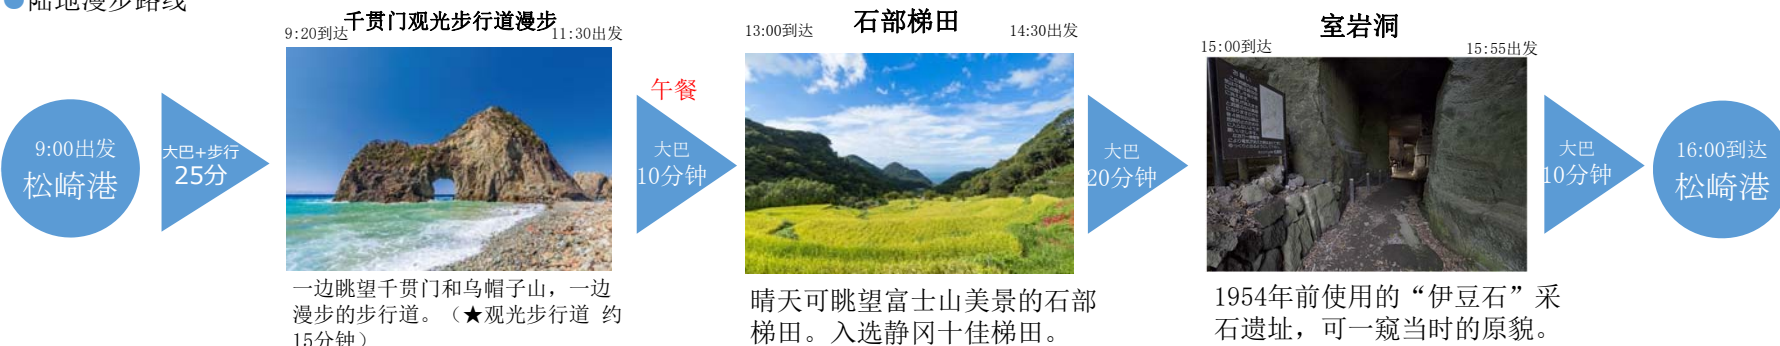 ●陆地漫步路线
9:00出发
松崎港
大巴+步行
25分
千贯门观光步行道漫步
9:20到达
11:30出发
一边眺望千贯门和乌帽子山，一边
漫步的步行道。（★观光步行道 约
15分钟）
午餐
大巴
10分钟
石部梯田
13:00到达
14:30出发
晴天可眺望富士山美景的石部
梯田。入选静冈十佳梯田。
大巴
20分钟
室岩洞
15:00到达
15:55出发
1954年前使用的“伊豆石”采
石遗址，可一窥当时的原貌。
大巴
10分钟
16:00到达
松崎港